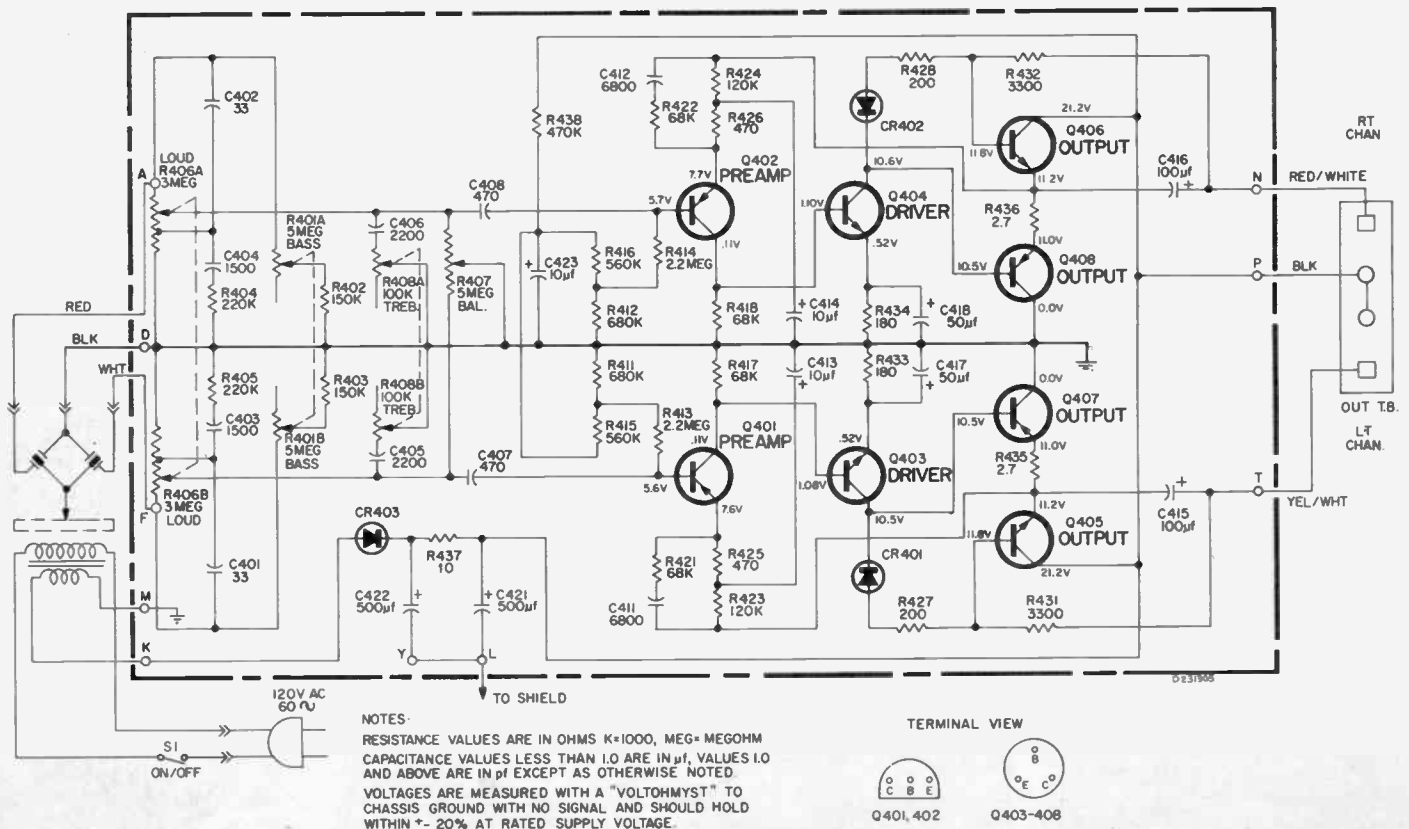 C402
33
LOUD
R406A
3MEG
A
R401A
5MEG
BASS
C404
1500
R404
220K
R402
150K
C406
2200
R408A
100K
TREB.
R407
5MEG
BAL.
C408
470
R438
470K
C423
10µf
+
R416
560K
R412
680K
R414
2.2MEG
C412
6800
R422
68K
R424
120K
R426
470
Q402
PREAMP
7.7V
5.7V
.11V
R418
68K
C414
10µf
+
CR402
R428
200
R432
3300
10.6V
1.10V
Q404
DRIVER
.52V
R434
180
C418
50µf
+
21.2V
Q406
OUTPUT
11.8V
11.2V
R436
2.7
11.0V
Q408
OUTPUT
10.5V
0.0V
C416
100µf
+
N
RED/WHITE
RT
CHAN
P
BLK
OUT T.B.
LT
CHAN.
T
YEL/WHT
RED
BLK
D
WHT
R405
220K
C403
1500
R401B
5MEG
BASS
R403
150K
R408B
100K
TREB.
C405
2200
C407
470
R411
680K
R415
560K
R413
2.2MEG
R417
68K
C413
10µf
+
R433
180
C417
50µf
+
.11V
Q401
PREAMP
5.6V
7.6V
.52V
Q403
DRIVER
1.08V
10.5V
0.0V
Q407
OUTPUT
10.5V
11.0V
R435
2.7
11.2V
C415
100µf
+
11.8V
Q405
OUTPUT
21.2V
R406B
3MEG
LOUD
F
C401
33
CR403
R437
10
C422
500µf
+
C421
500µf
+
Y
L
TO SHIELD
R421
68K
C411
6800
R425
470
R423
120K
CR401
R427
200
R431
3300
M
K
120V AC
60 ~
S1
ON/OFF
NOTES:
RESISTANCE VALUES ARE IN OHMS K=1000, MEG= MEGOHM
CAPACITANCE VALUES LESS THAN 1.0 ARE IN µf, VALUES 1.0
AND ABOVE ARE IN pf EXCEPT AS OTHERWISE NOTED.
VOLTAGES ARE MEASURED WITH A "VOLTOHMYST" TO
CHASSIS GROUND WITH NO SIGNAL AND SHOULD HOLD
WITHIN +- 20% AT RATED SUPPLY VOLTAGE.
TERMINAL VIEW
C B E
Q401, 402
B
E C
Q403-408